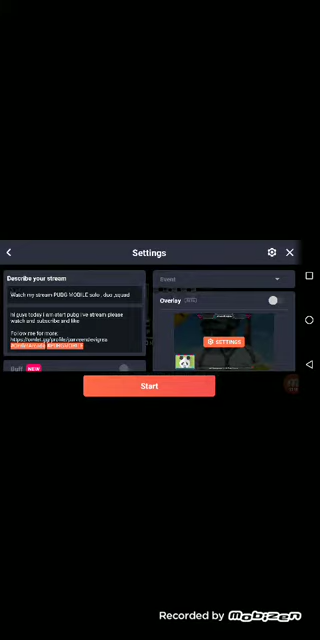 Settings
Describe your stream
Watch my stream PUBG MOBILE solo , duo ,squad
hi guys today I am start pubg live stream please
watch and subscribe and like
Follow me for more:
Buff NEW
Event
Overlay
SETTINGS
Start
Recorded by MOBIZEN